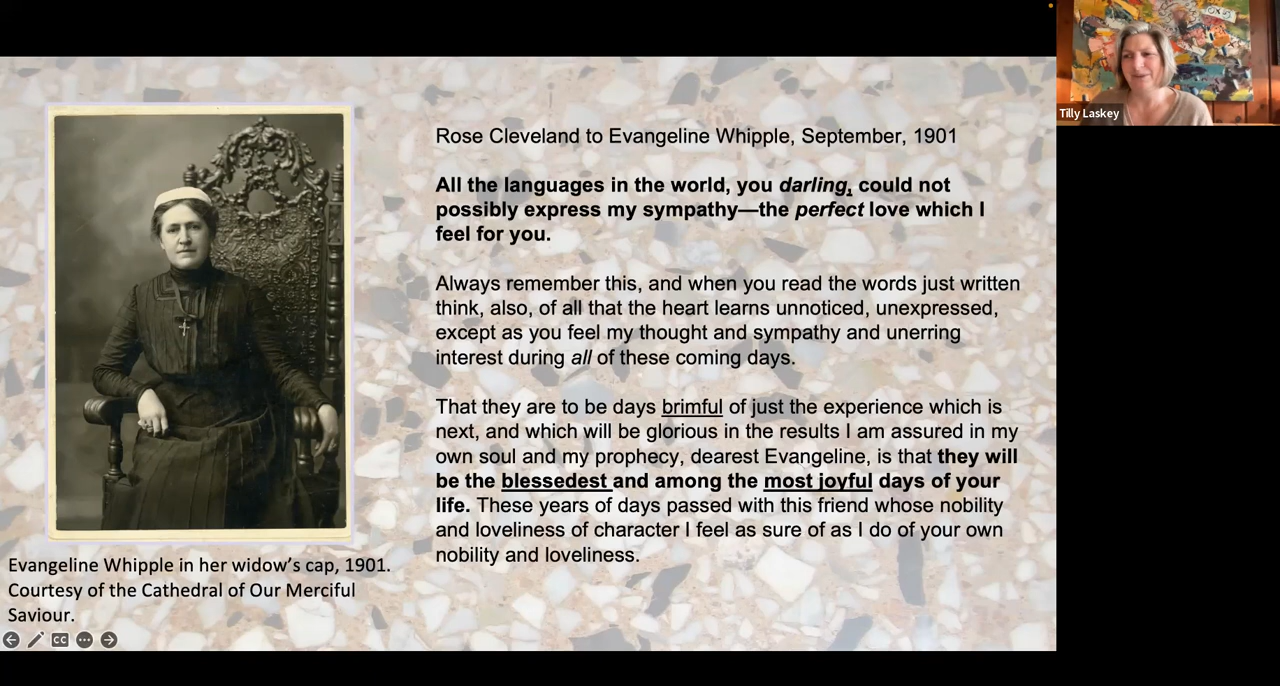 Tilly Laskey
Rose Cleveland to Evangeline Whipple, September, 1901
All the languages in the world, you darling, could not
possibly express my sympathy—the perfect love which I
feel for you.
Always remember this, and when you read the words just written
think, also, of all that the heart learns unnoticed, unexpressed,
except as you feel my thought and sympathy and unerring
interest during all of these coming days.
That they are to be days brimful of just the experience which is
next, and which will be glorious in the results I am assured in my
own soul and my prophecy, dearest Evangeline, is that they will
be the blessedest and among the most joyful days of your
life. These years of days passed with this friend whose nobility
and loveliness of character I feel as sure of as I do of your own
nobility and loveliness.
Evangeline Whipple in her widow’s cap, 1901.
Courtesy of the Cathedral of Our Merciful
Saviour.
CC